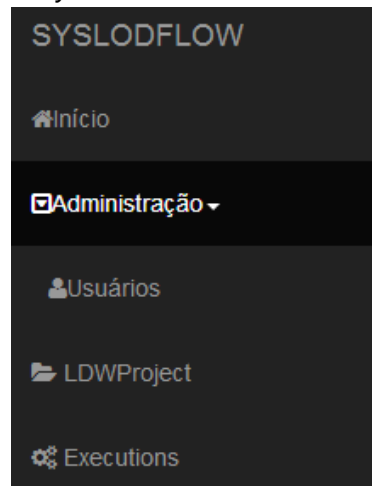 SYSLODFLOW
Início
Administração
Usuários
LDWProject
Executions